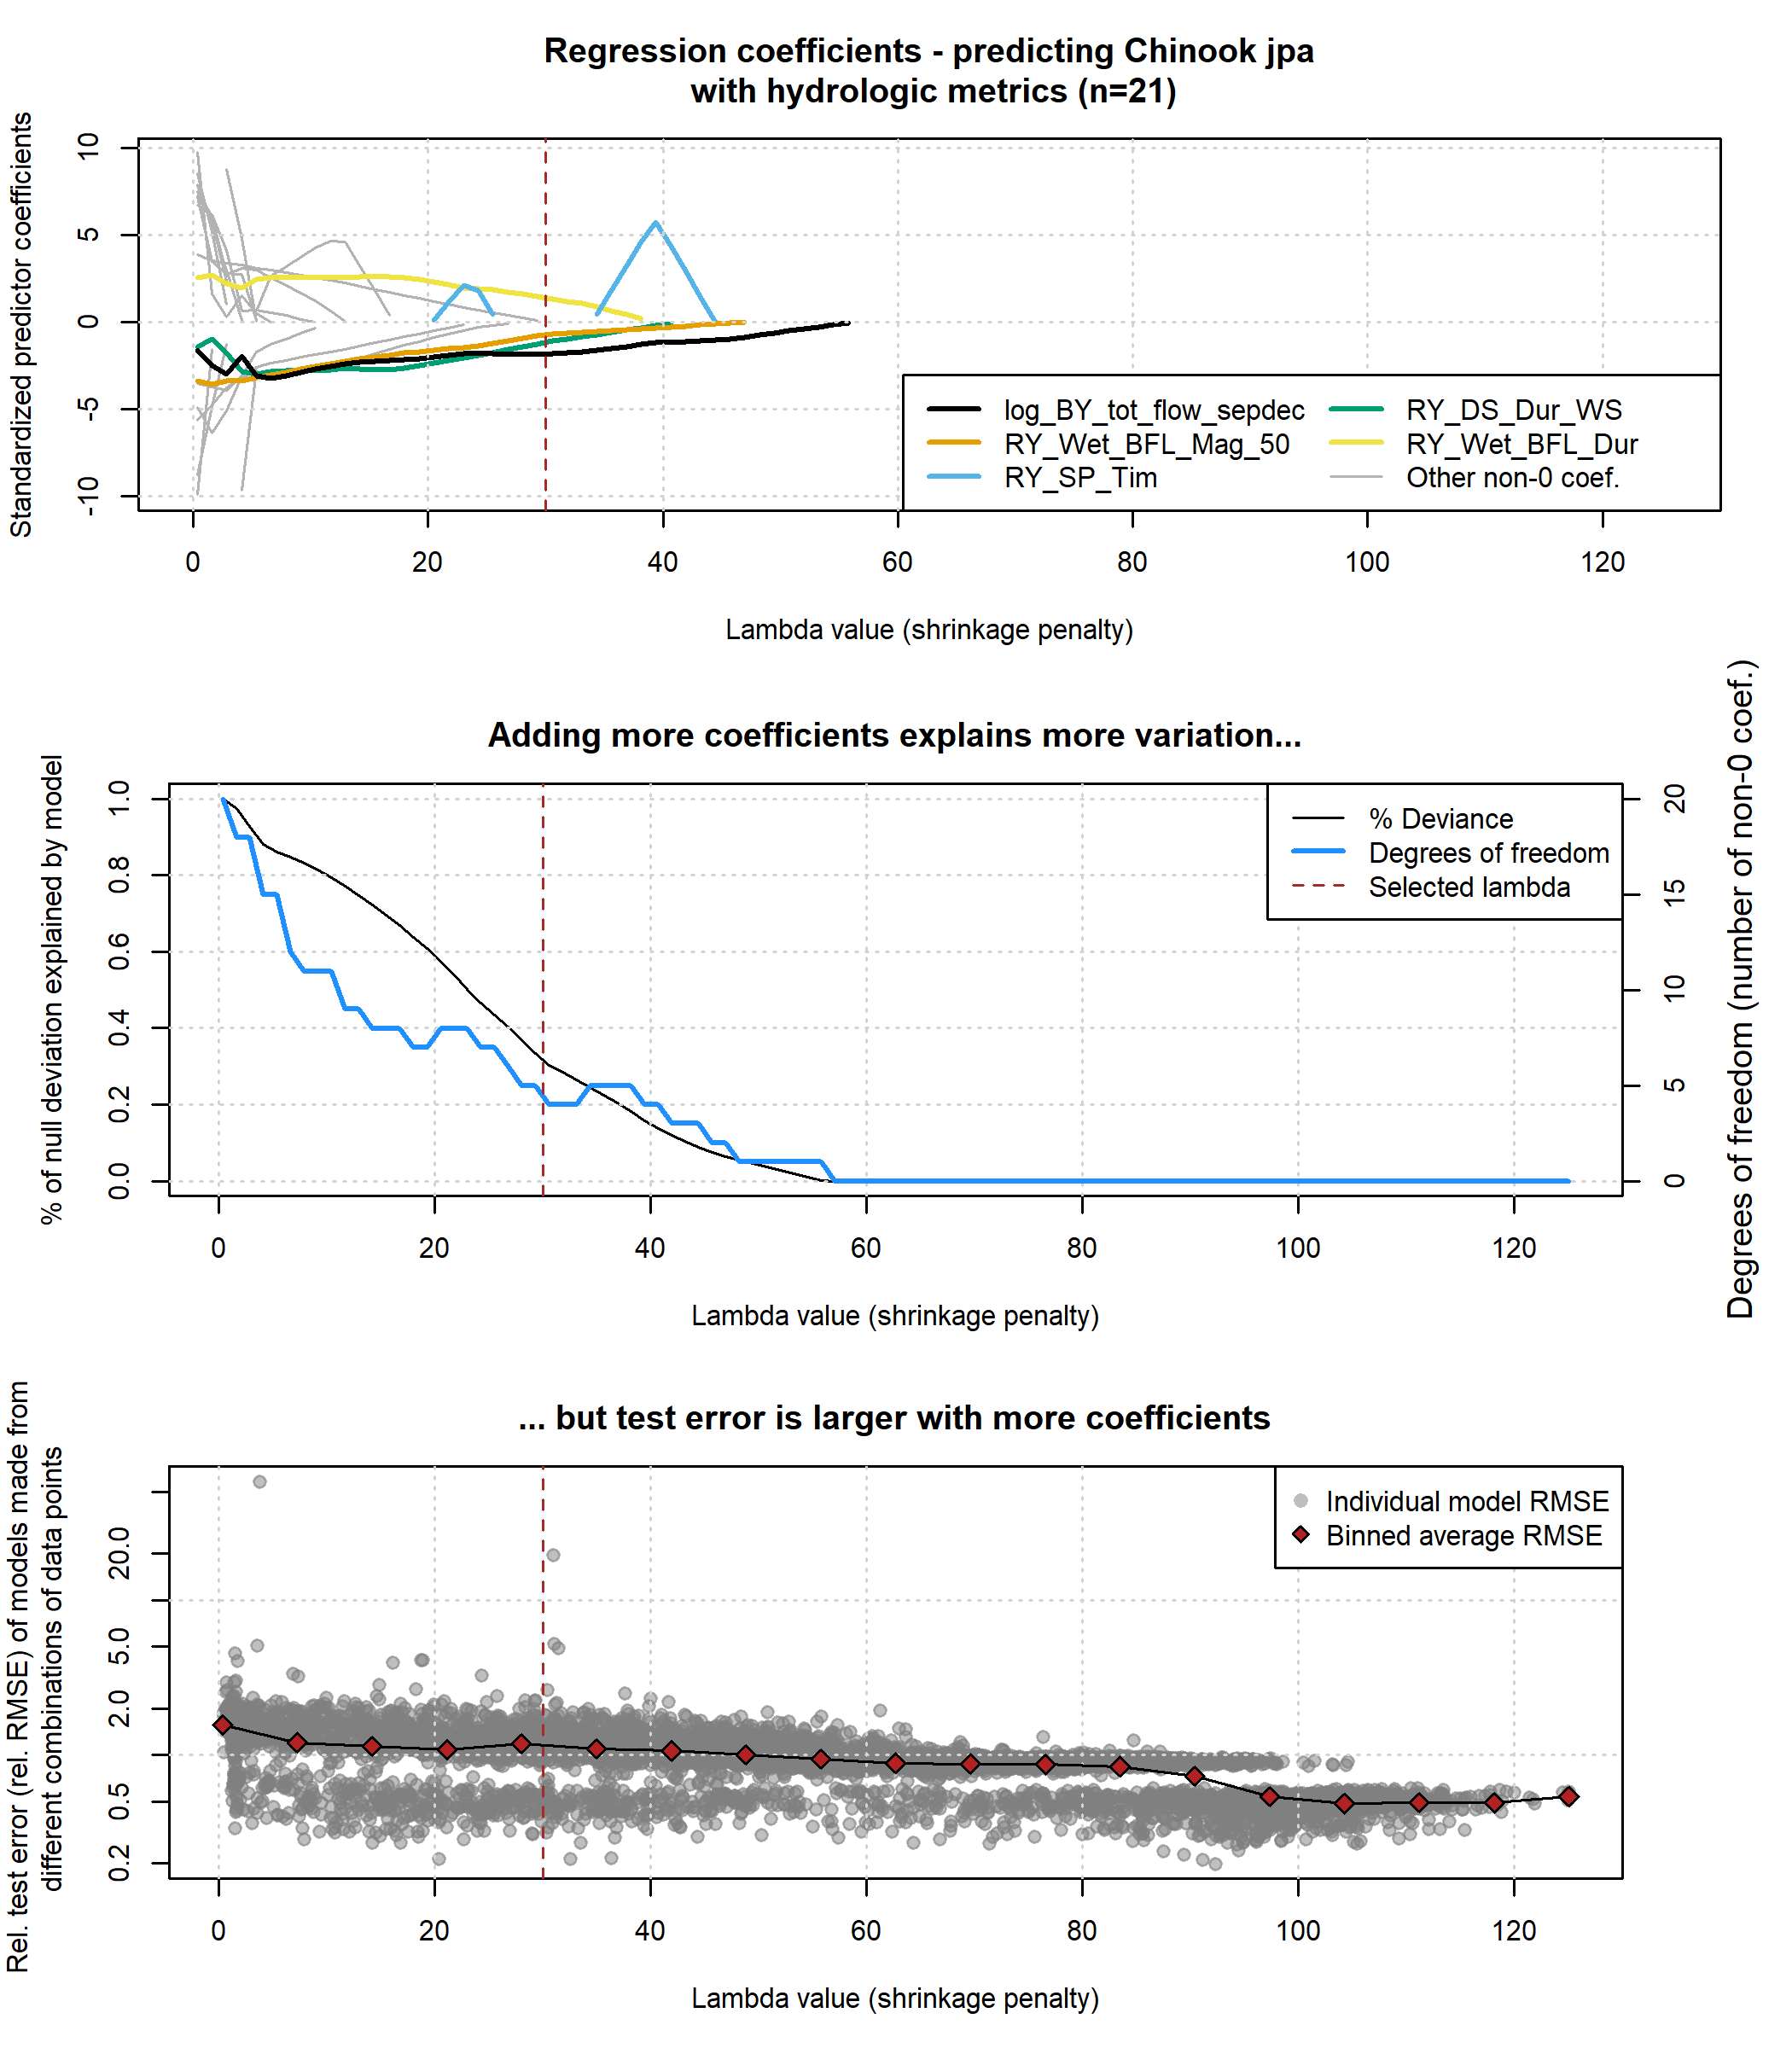 Regression coefficients - predicting Chinook jpa
with hydrologic metrics (n=21)
Standardized predictor coefficients
10
5
0
-5
-10
log_BY_tot_flow_sepdec
RY_Wet_BFL_Mag_50
RY_SP_Tim
RY_DS_Dur_WS
RY_Wet_BFL_Dur
Other non-0 coef.
0 20 40 60 80 100 120
Lambda value (shrinkage penalty)
Adding more coefficients explains more variation...
% of null deviation explained by model
1.0
0.8
0.6
0.4
0.2
0.0
% Deviance
Degrees of freedom
Selected lambda
20
15
10
5
0
Degrees of freedom (number of non-0 coef.)
0 20 40 60 80 100 120
Lambda value (shrinkage penalty)
... but test error is larger with more coefficients
Rel. test error (rel. RMSE) of models made from
different combinations of data points
20.0
5.0
2.0
0.5
0.2
Individual model RMSE
Binned average RMSE
0 20 40 60 80 100 120
Lambda value (shrinkage penalty)